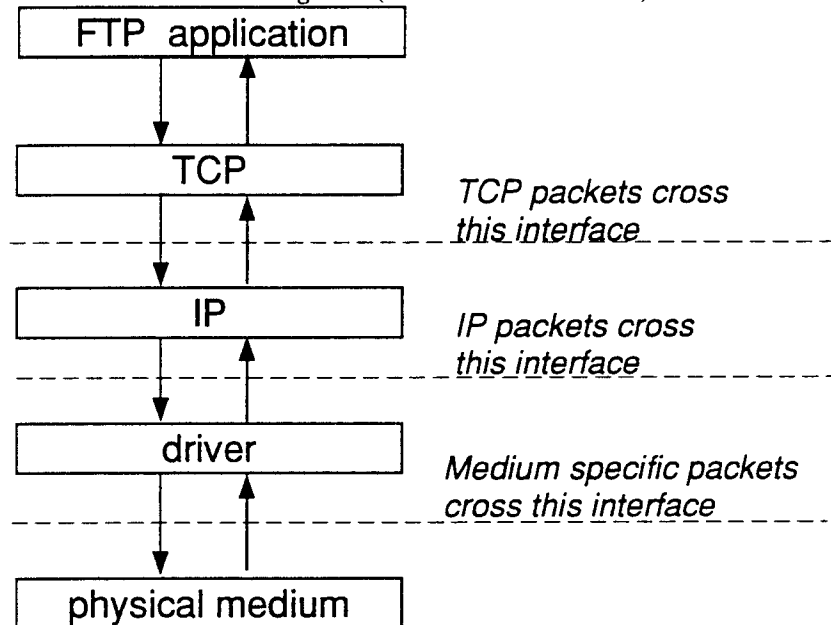 FTP application
TCP
TCP packets cross
this interface
IP
IP packets cross
this interface
driver
Medium specific packets
cross this interface
physical medium